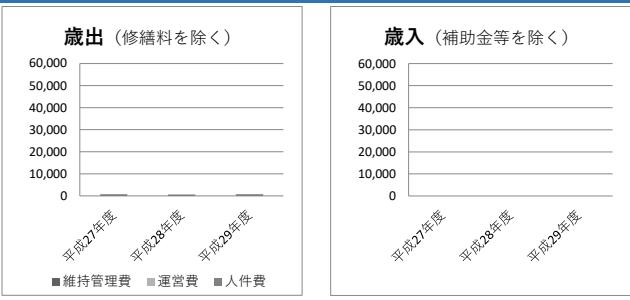 歳出（修繕料を除く）
60,000
50,000
40,000
30,000
20,000
10,000
0
平成27年度
平成28年度
平成29年度
■維持管理費 ■運営費 ■人件費
歳入（補助金等を除く）
60,000
50,000
40,000
30,000
20,000
10,000
0
平成27年度
平成28年度
平成29年度